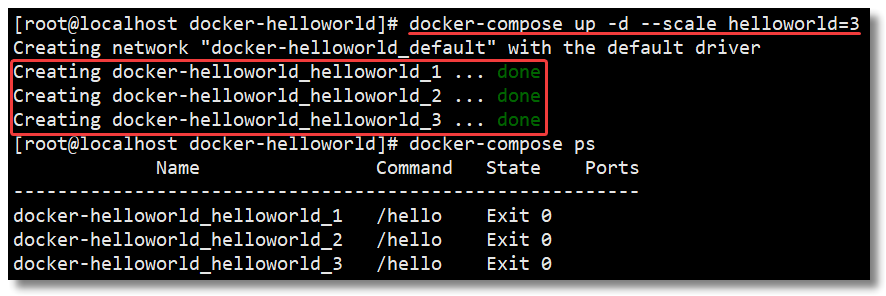 [root@localhost docker-helloworld]# docker-compose up -d --scale helloworld=3
Creating network "docker-helloworld_default" with the default driver
Creating docker-helloworld_helloworld_1 ... done
Creating docker-helloworld_helloworld_2 ... done
Creating docker-helloworld_helloworld_3 ... done
[root@localhost docker-helloworld]# docker-compose ps
Name Command State Ports
---------------------------------------------------------
docker-helloworld_helloworld_1 /hello Exit 0
docker-helloworld_helloworld_2 /hello Exit 0
docker-helloworld_helloworld_3 /hello Exit 0